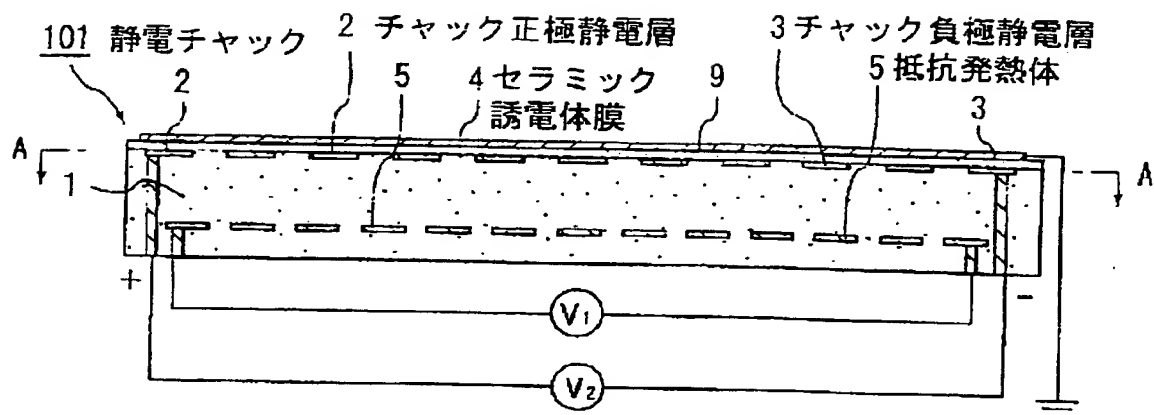 101 静電チャック
2 チャック正極静電層
3チャック負極静電層
2
5
4セラミック
誘電体膜
9
5抵抗発熱体
3
A
A
1
+
-
V1
V2